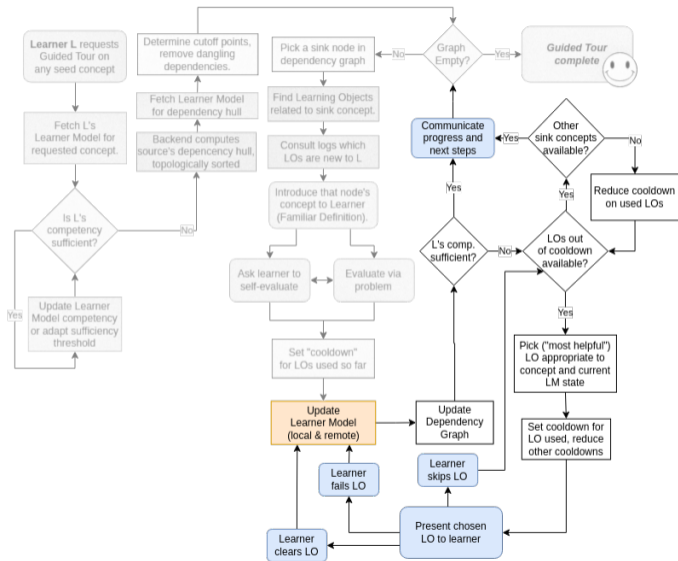 Learner L requests
Guided Tour on
any seed concept
Fetch L's
Learner Model for
requested concept.
Is L's
competency
sufficient?
Yes
No
Update Learner
Model competency
or adapt sufficiency
threshold
Determine cutoff points,
remove dangling
dependencies.
Fetch Learner Model
for dependency hull
Backend computes
source's dependency hull,
topologically sorted
Pick a sink node in
dependency graph
No
Graph
Empty?
Yes
Guided Tour
complete
Find Learning Objects
related to sink concept.
Consult logs which
LOs are new to L
Introduce that node's
concept to Learner
(Familiar Definition).
Ask learner to
self-evaluate
Evaluate via
problem
Set "cooldown"
for LOs used so far
Update
Learner Model
(local & remote)
Update
Dependency
Graph
L's comp.
sufficient?
Yes
No
Communicate
progress and
next steps
Yes
Other
sink concepts
available?
No
Reduce cooldown
on used LOs
Yes
LOs out
of cooldown
available?
Yes
Pick ("most helpful")
LO appropriate to
concept and current
LM state
Set cooldown for
LO used, reduce
other cooldowns
Present chosen
LO to learner
Learner
skips LO
Learner
fails LO
Learner
clears LO